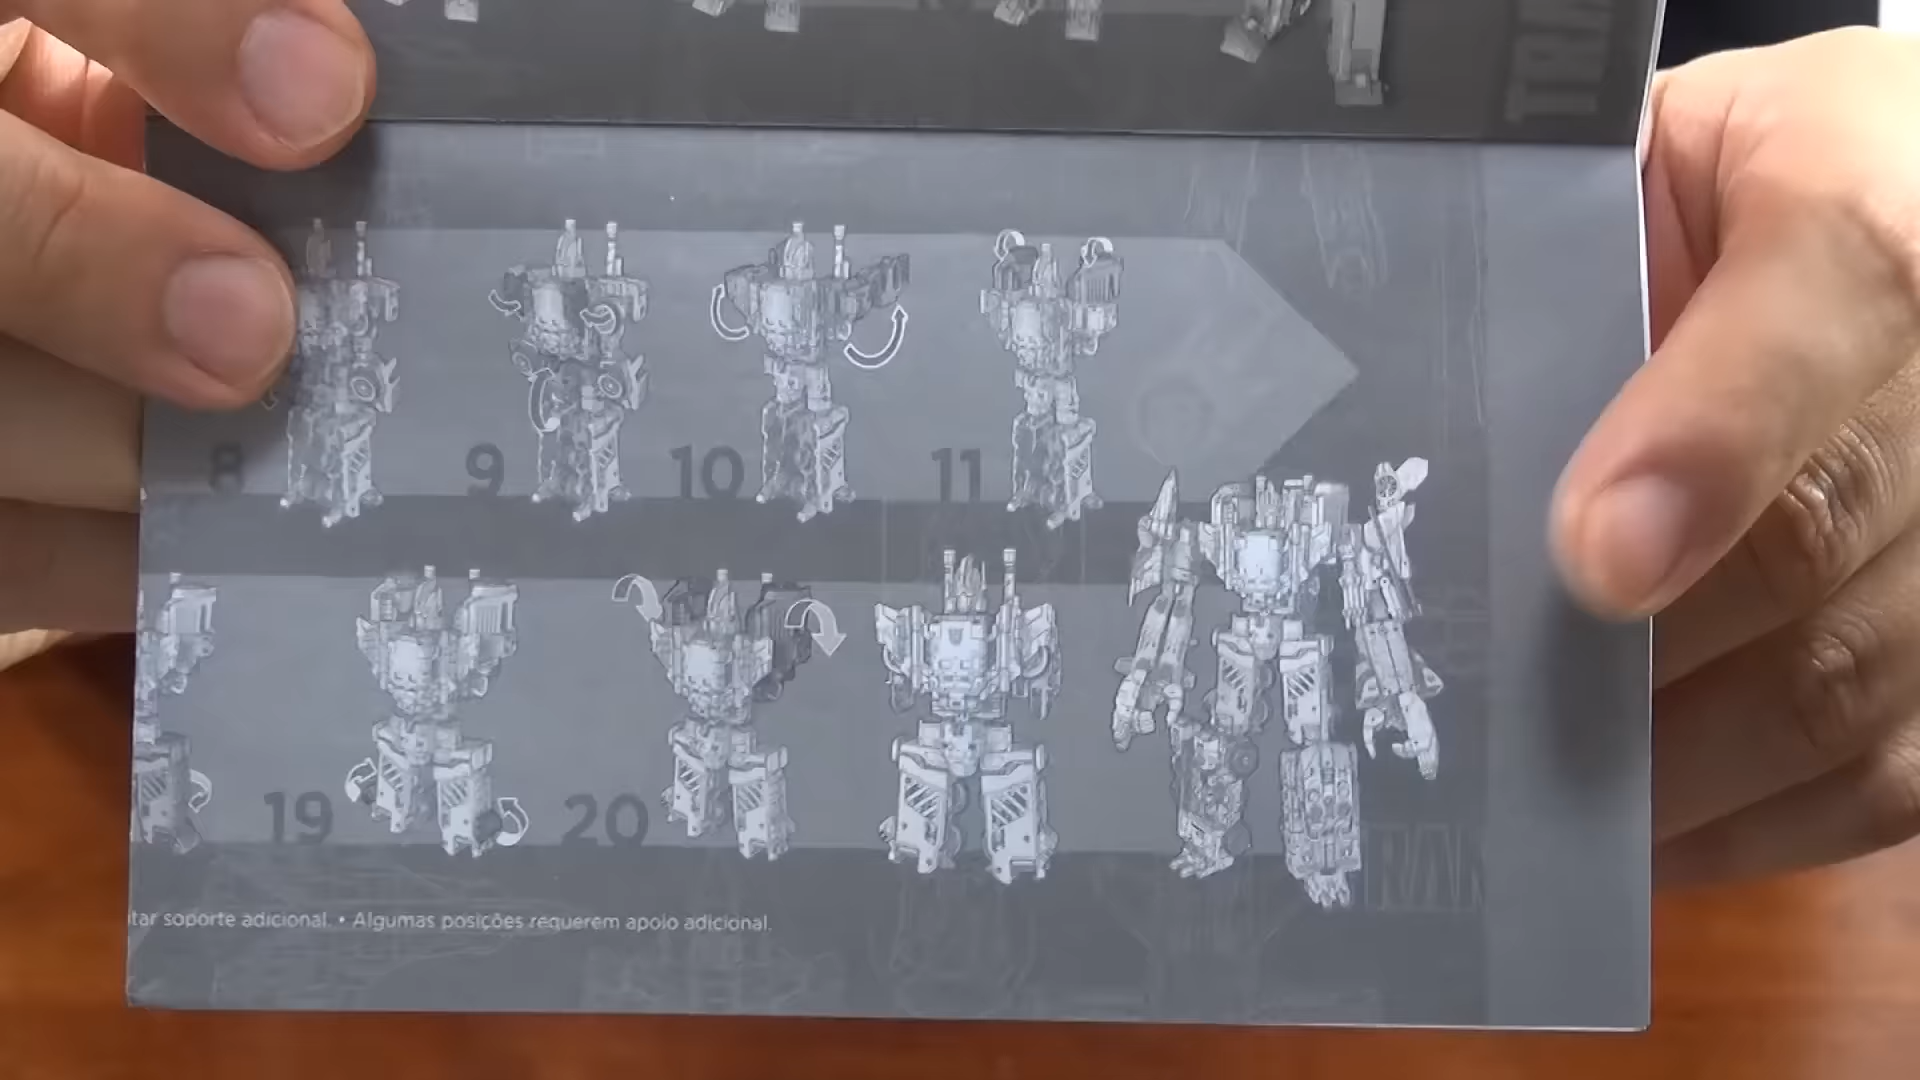 8 9 10 11
19 20
tar soporte adicional. • Algumas posições requerem apoio adicional.